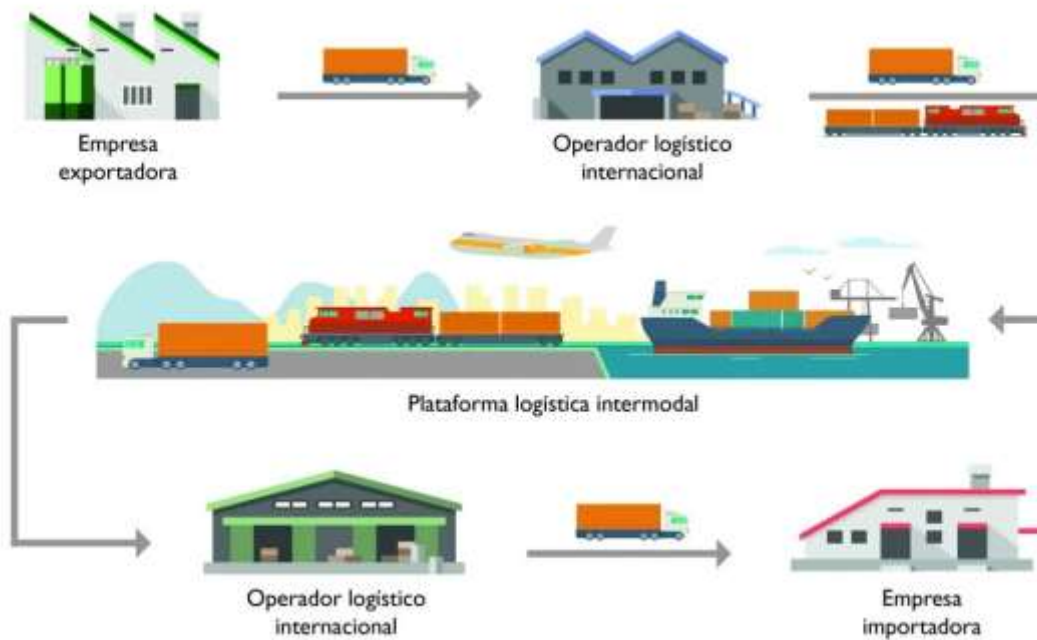 Empresa
exportadora
Operador logístico
internacional
Plataforma logística intermodal
Operador logístico
internacional
Empresa
importadora